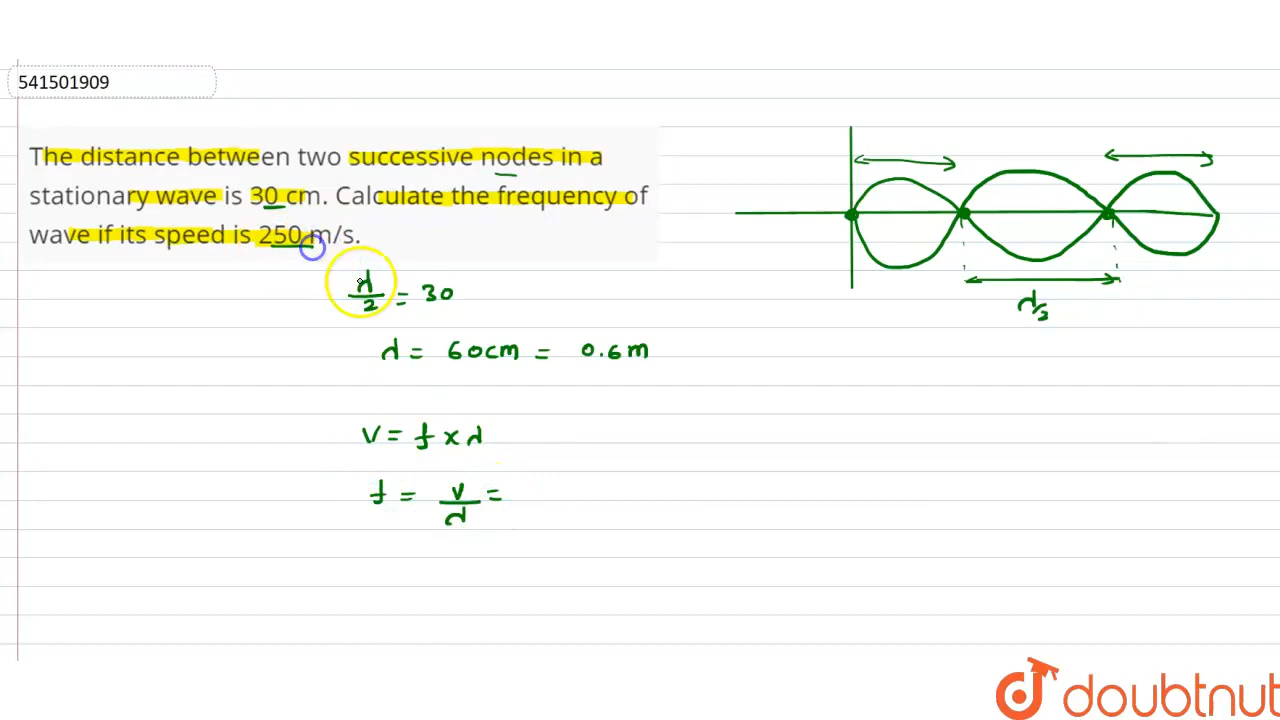 541501909
The distance between two successive nodes in a
stationary wave is 30 cm. Calculate the frequency of
wave if its speed is 250 m/s.
λ/2 = 30
λ = 60cm = 0.6m
V = f × λ
f = V/λ =
λ/2
doubtnut